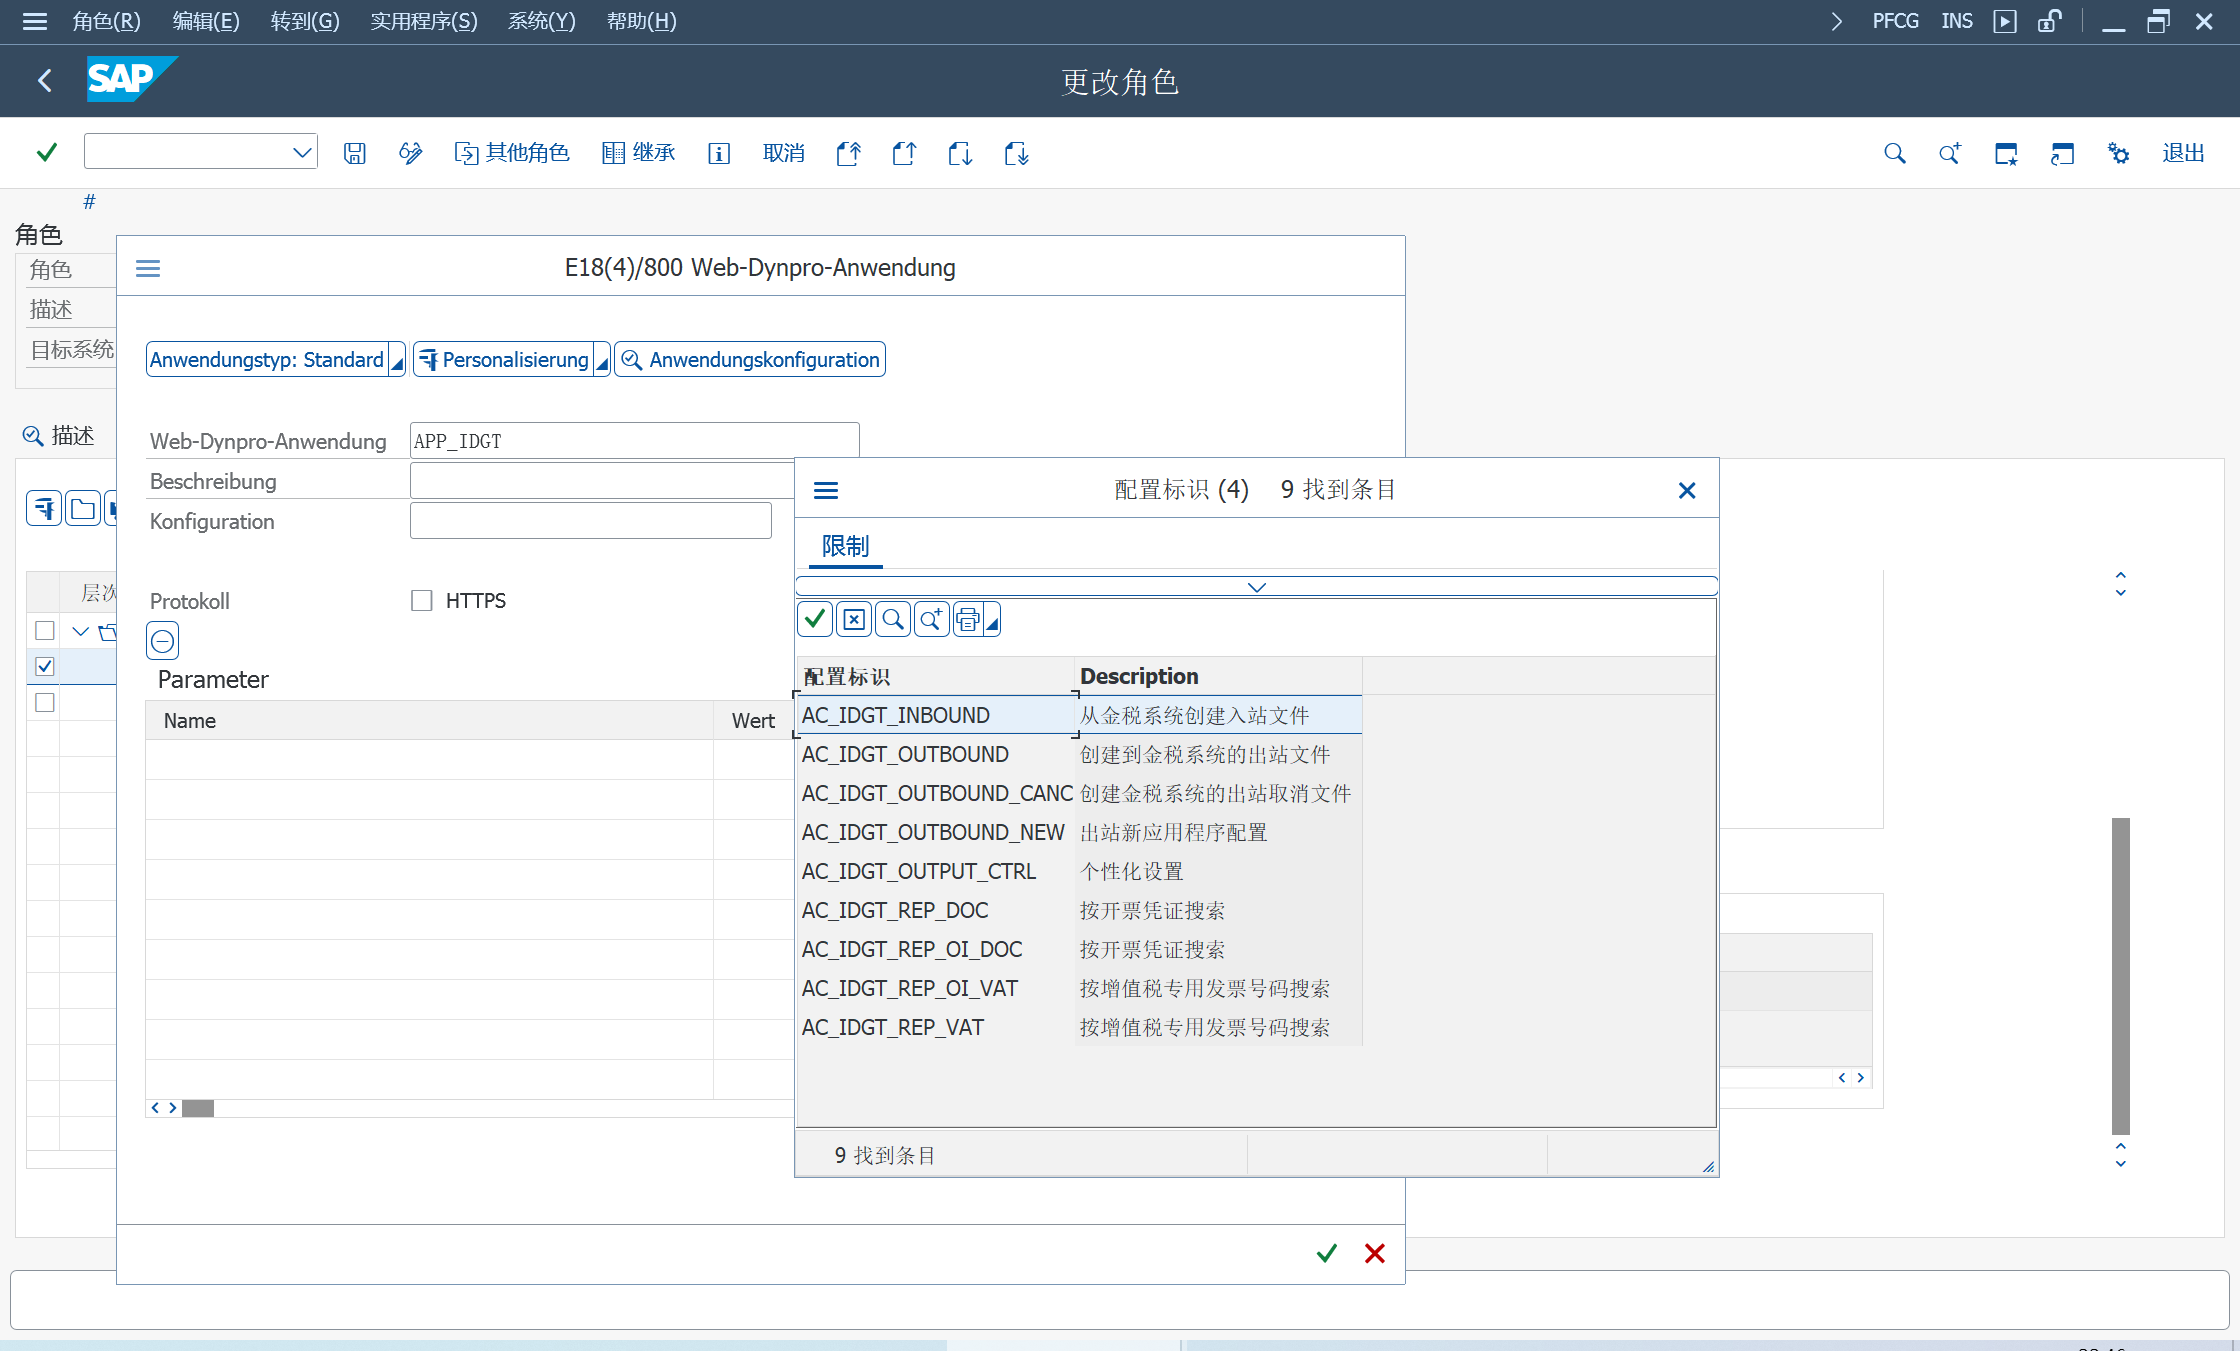 角色(R) 编辑(E) 转到(G) 实用程序(S) 系统(Y) 帮助(H) PFCG INS
SAP 更改角色
其他角色 继承 取消 退出
#
角色
角色
描述
目标系统
描述
层次
E18(4)/800 Web-Dynpro-Anwendung
Anwendungstyp: Standard Personalisierung Anwendungskonfiguration
Web-Dynpro-Anwendung APP_IDGT
Beschreibung
Konfiguration
Protokoll HTTPS
Parameter
Name Wert
配置标识 (4) 9 找到条目
限制
配置标识 Description
AC_IDGT_INBOUND 从金税系统创建入站文件
AC_IDGT_OUTBOUND 创建到金税系统的出站文件
AC_IDGT_OUTBOUND_CANC 创建金税系统的出站取消文件
AC_IDGT_OUTBOUND_NEW 出站新应用程序配置
AC_IDGT_OUTPUT_CTRL 个性化设置
AC_IDGT_REP_DOC 按开票凭证搜索
AC_IDGT_REP_OI_DOC 按开票凭证搜索
AC_IDGT_REP_OI_VAT 按增值税专用发票号码搜索
AC_IDGT_REP_VAT 按增值税专用发票号码搜索
9 找到条目